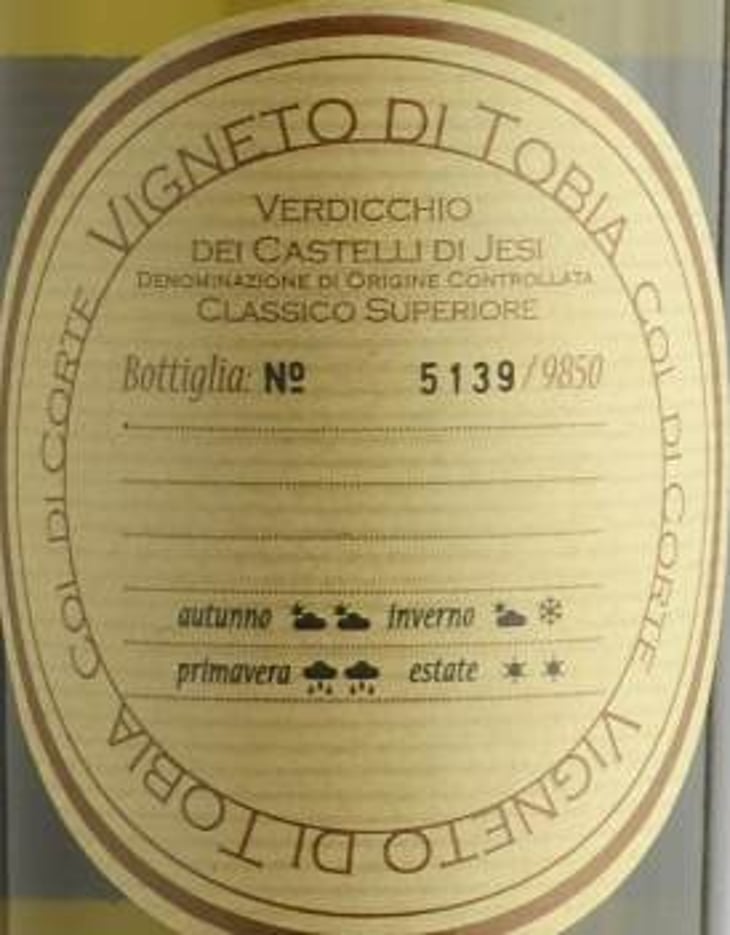 VIGNETO DI TOBIA
COL DI CORTE
VIGNETO DI TOBIA
COL DI CORTE
VERDICCHIO
DEI CASTELLI DI JESI
DENOMINAZIONE DI ORIGINE CONTROLLATA
CLASSICO SUPERIORE
Bottiglia: Nº 5139/9850
autunno inverno
primavera estate